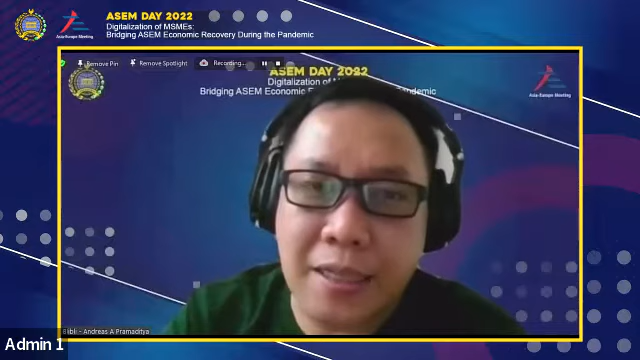 ASEM DAY 2022
Digitalization of MSMEs:
Bridging ASEM Economic Recovery During the Pandemic
Asia-Europe Meeting
Remove Pin
Remove Spotlight
Recording...
ASEM DAY 2022
Digitalization of
Bridging ASEM Economic
Asia-Europe Meeting
Blibli - Andreas A Pramaditya
Admin 1